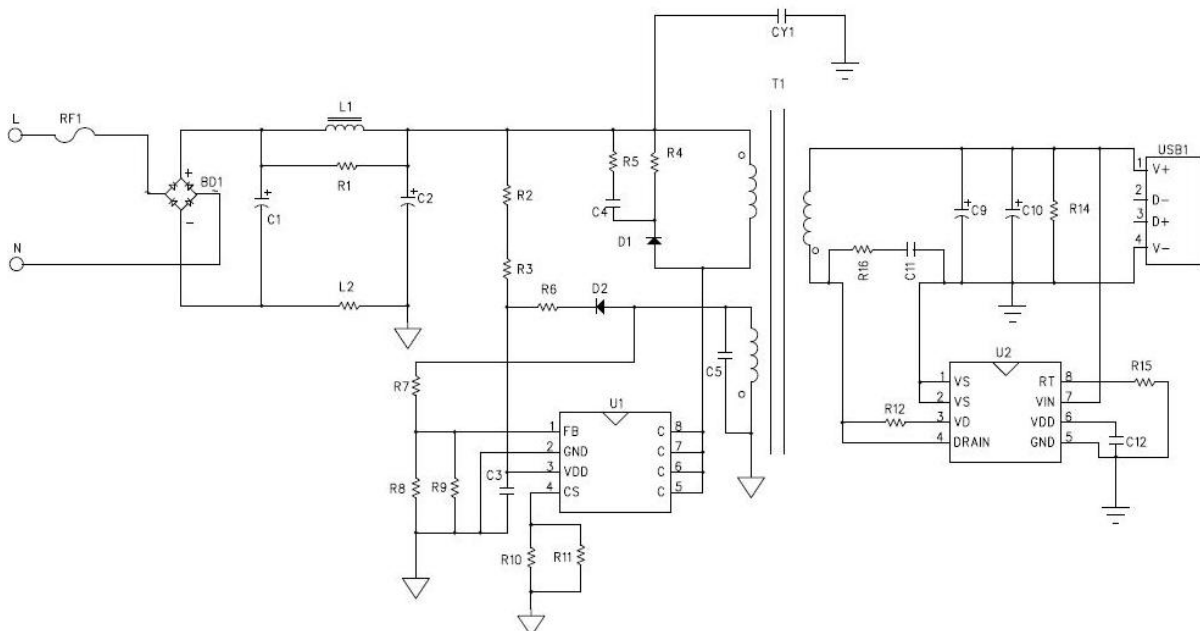 CY1
T1
L
RF1
L1
+
BD1
~
-
R1
+
C1
+
C2
N
L2
R2
R3
R5
R4
C4
D1
R6
D2
C5
R7
R8
R9
C3
U1
1 FB
2 GND
3 VDD
4 CS
C 8
C 7
C 6
C 5
R10
R11
USB1
1 V+
2 D-
3 D+
4 V-
+
C9
+
C10
R14
R16
C11
U2
1 VS
2 VS
3 VD
4 DRAIN
RT 8
VIN 7
VDD 6
GND 5
R12
R15
C12